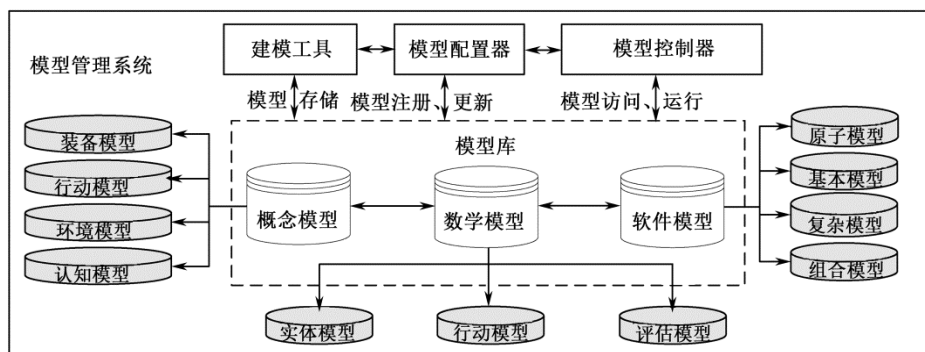 建模工具
模型配置器
模型控制器
模型管理系统
模型 存储
模型注册、更新
模型访问、运行
模型库
装备模型
行动模型
环境模型
认知模型
概念模型
数学模型
软件模型
原子模型
基本模型
复杂模型
组合模型
实体模型
行动模型
评估模型